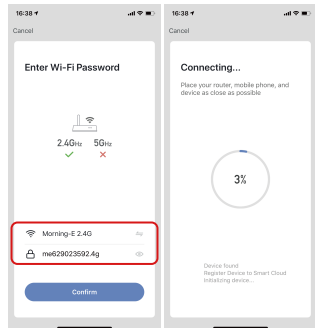 16:38
Cancel
Enter Wi-Fi Password
2.4GHz 5GHz
Morning-E 2.4G
me629023592.4g
Confirm
16:38
Cancel
Connecting...
Place your router, mobile phone, and
device as close as possible
3%
Device found
Register Device to Smart Cloud
Initializing device...